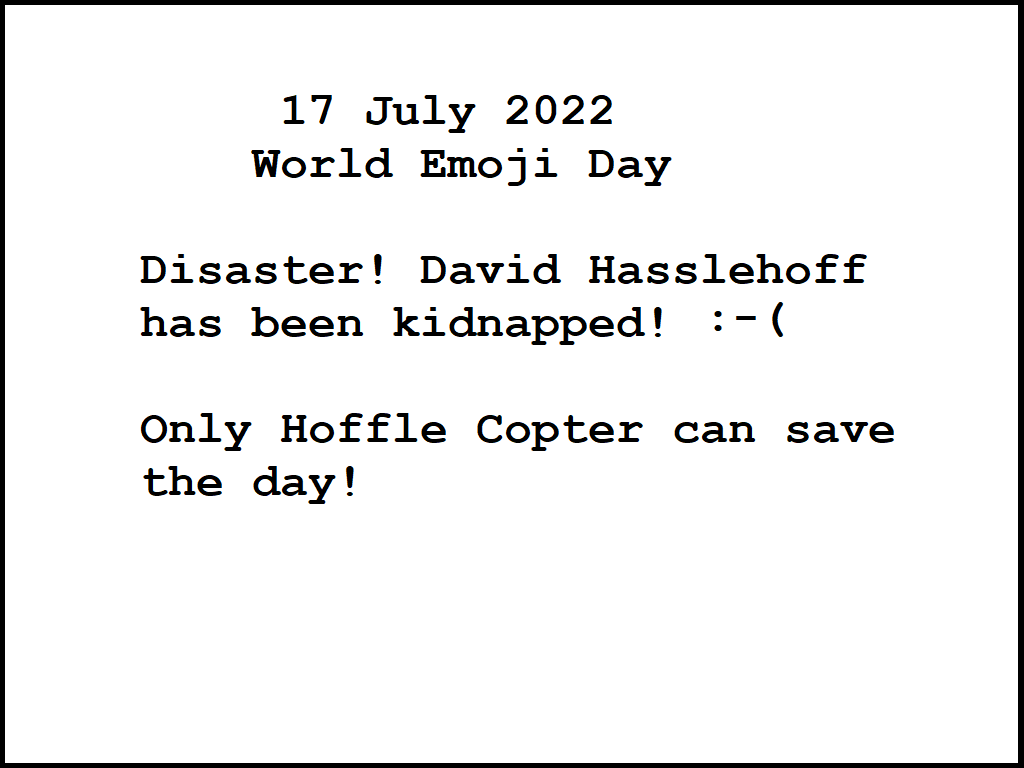 17 July 2022
World Emoji Day
Disaster! David Hasslehoff
has been kidnapped! :-(
Only Hoffle Copter can save
the day!